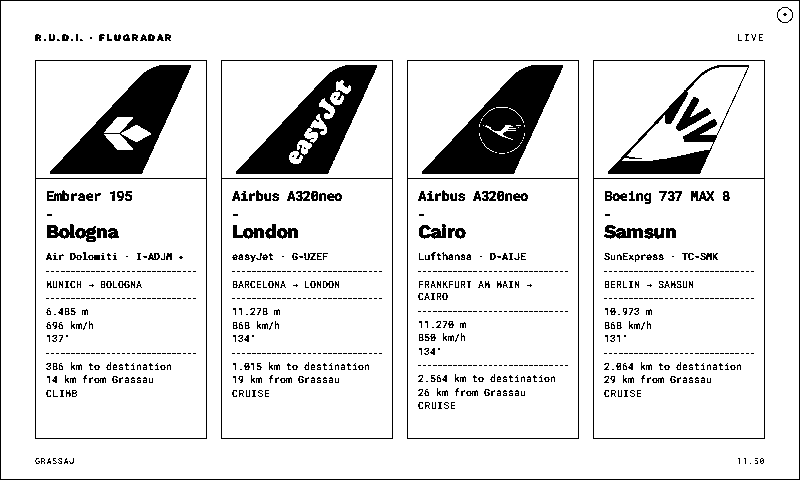 R.U.D.I. · FLUGRADAR
LIVE
easyJet
Embraer 195
–
Bologna
Air Dolomiti · I-ADJM ✦
MUNICH → BOLOGNA
6.485 m
696 km/h
137°
386 km to destination
14 km from Grassau
CLIMB
Airbus A320neo
–
London
easyJet · G-UZEF
BARCELONA → LONDON
11.278 m
868 km/h
134°
1.015 km to destination
19 km from Grassau
CRUISE
Airbus A320neo
–
Cairo
Lufthansa · D-AIJE
FRANKFURT AM MAIN →
CAIRO
11.270 m
850 km/h
134°
2.564 km to destination
26 km from Grassau
CRUISE
Boeing 737 MAX 8
–
Samsun
SunExpress · TC-SMK
BERLIN → SAMSUN
10.973 m
868 km/h
131°
2.064 km to destination
29 km from Grassau
CRUISE
GRASSAU
11.50